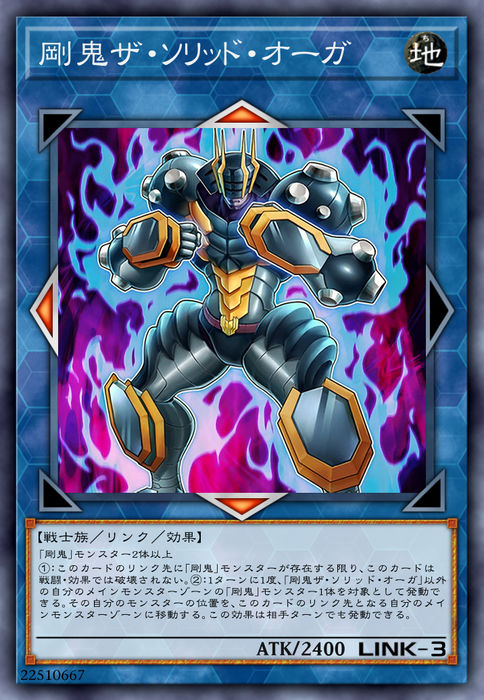 剛鬼ザ・ソリッド・オーガ
ち
地
【戦士族／リンク／効果】
「剛鬼」モンスター2体以上
①:このカードのリンク先に「剛鬼」モンスターが存在する限り、このカードは
戦闘・効果では破壊されない。②:1ターンに1度、「剛鬼ザ・ソリッド・オーガ」以外
の自分のメインモンスターゾーンの「剛鬼」モンスター1体を対象として発動で
きる。その自分のモンスターの位置を、このカードのリンク先となる自分のメイ
ンモンスターゾーンに移動する。この効果は相手ターンでも発動できる。
ATK/2400 LINK-3
22510667